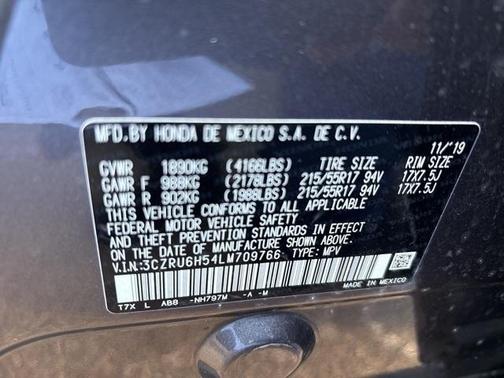 MFD. BY HONDA DE MEXICO S.A. DE C.V.
11/'19
GVWR 1890KG (4166LBS) TIRE SIZE RIM SIZE
GAWR F 988KG (2178LBS) 215/55R17 94V 17X7.5J
GAWR R 902KG (1988LBS) 215/55R17 94V 17X7.5J
THIS VEHICLE CONFORMS TO ALL APPLICABLE
FEDERAL MOTOR VEHICLE SAFETY AND
THEFT PREVENTION STANDARDS IN EFFECT
ON THE DATE OF MANUFACTURE SHOWN ABOVE.
V.I.N:3CZRU6H54LM709766 TYPE: MPV
T7X L AB8 -NH797M -A -M
MADE IN MEXICO